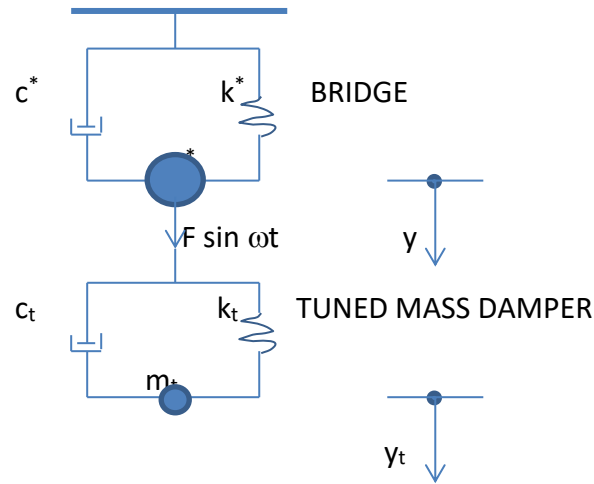 c* k* BRIDGE
*
F sin ωt y
cₜ kₜ TUNED MASS DAMPER
mₜ
yₜ